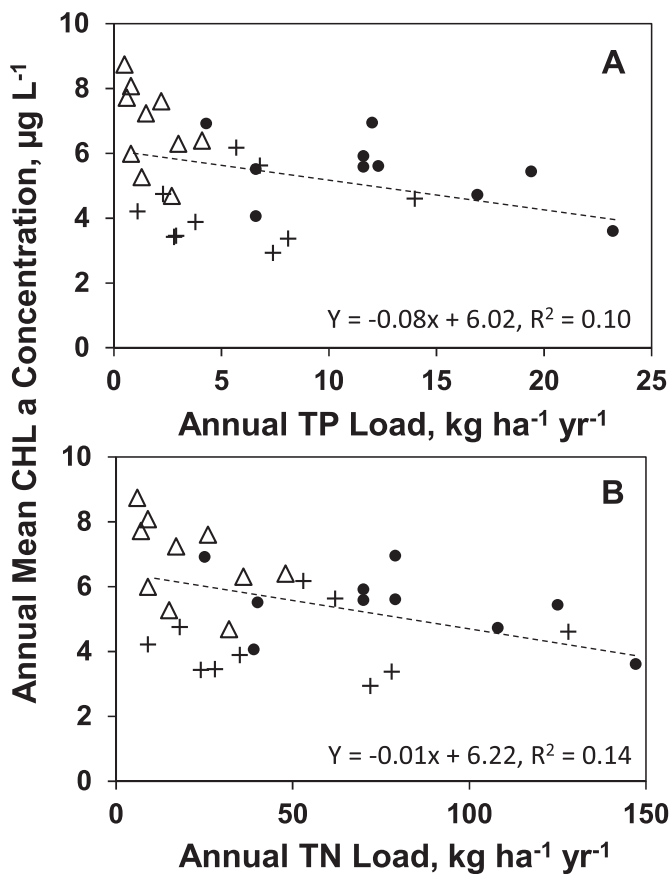 Annual Mean CHL a Concentration, µg L⁻¹
10
8
6
4
2
0
A
Y = -0.08x + 6.02, R² = 0.10
0 5 10 15 20 25
Annual TP Load, kg ha⁻¹ yr⁻¹
10
8
6
4
2
0
B
Y = -0.01x + 6.22, R² = 0.14
0 50 100 150
Annual TN Load, kg ha⁻¹ yr⁻¹